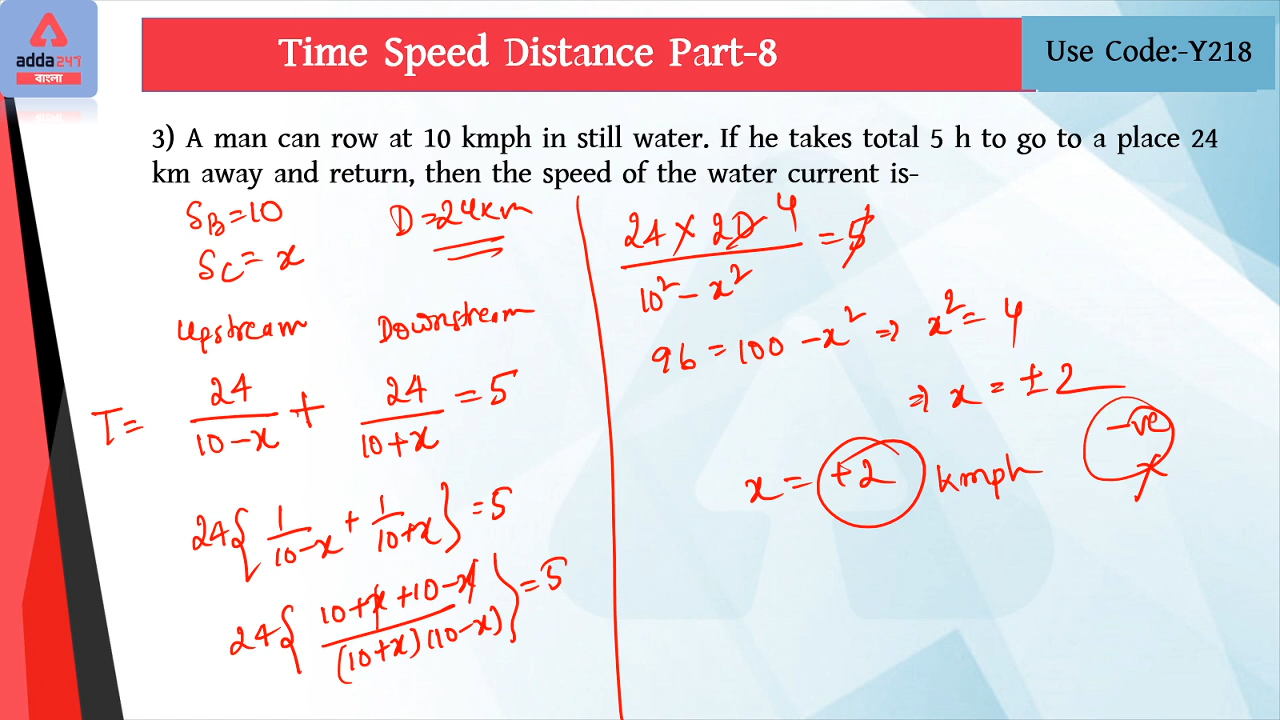 adda247
বাংলা
Time Speed Distance Part-8
Use Code:-Y218
3) A man can row at 10 kmph in still water. If he takes total 5 h to go to a place 24
km away and return, then the speed of the water current is-
S_B=10
D=24km
S_C= x
Upstream
Downstream
T= 24/(10-x) + 24/(10+x) = 5
24{1/(10-x) + 1/(10+x)} = 5
24{(10+x+10-x)/((10+x)(10-x))} = 5
(24 × 20 4)/(10²-x²) = 5 1
96 = 100 -x² ⇒ x² = 4
⇒ x = ±2
-ve
x
x = +2 kmph